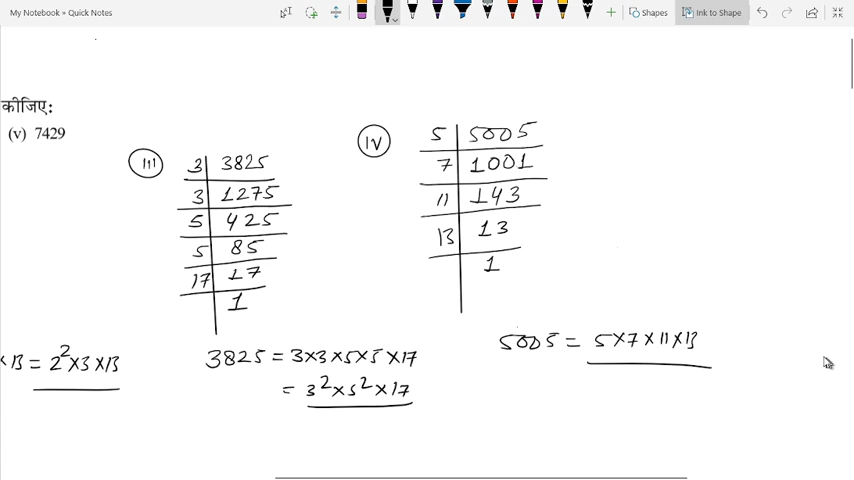 My Notebook » Quick Notes
Shapes
Ink to Shape
कीजिए:
(v) 7429
III
3 | 3825
3 | 1275
5 | 425
5 | 85
17 | 17
1
IV
5 | 5005
7 | 1001
11 | 143
13 | 13
1
×13 = 2²×3×13
3825 = 3×3×5×5×17
= 3²×5²×17
5005 = 5×7×11×13